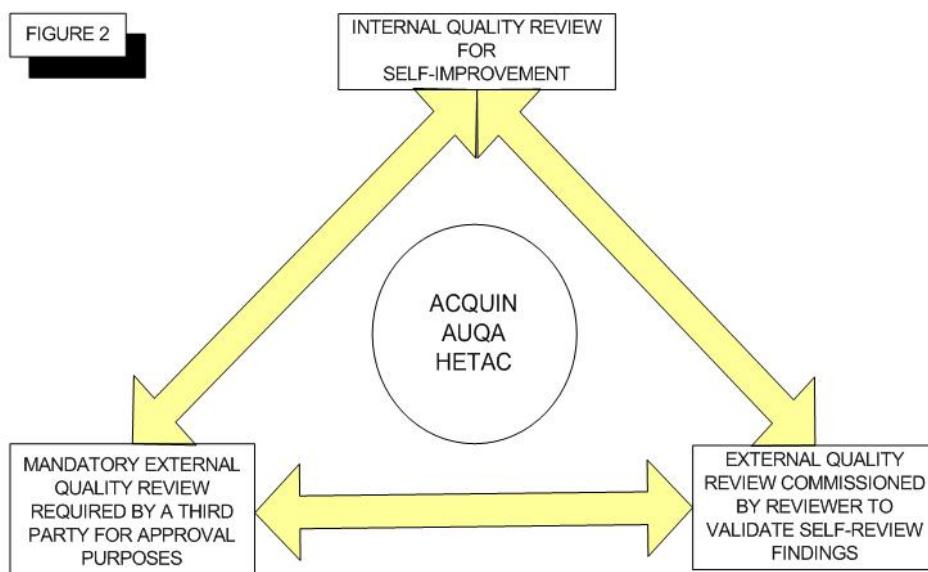 FIGURE 2
INTERNAL QUALITY REVIEW
FOR
SELF-IMPROVEMENT
ACQUIN
AUQA
HETAC
MANDATORY EXTERNAL
QUALITY REVIEW
REQUIRED BY A THIRD
PARTY FOR APPROVAL
PURPOSES
EXTERNAL QUALITY
REVIEW COMMISSIONED
BY REVIEWER TO
VALIDATE SELF-REVIEW
FINDINGS